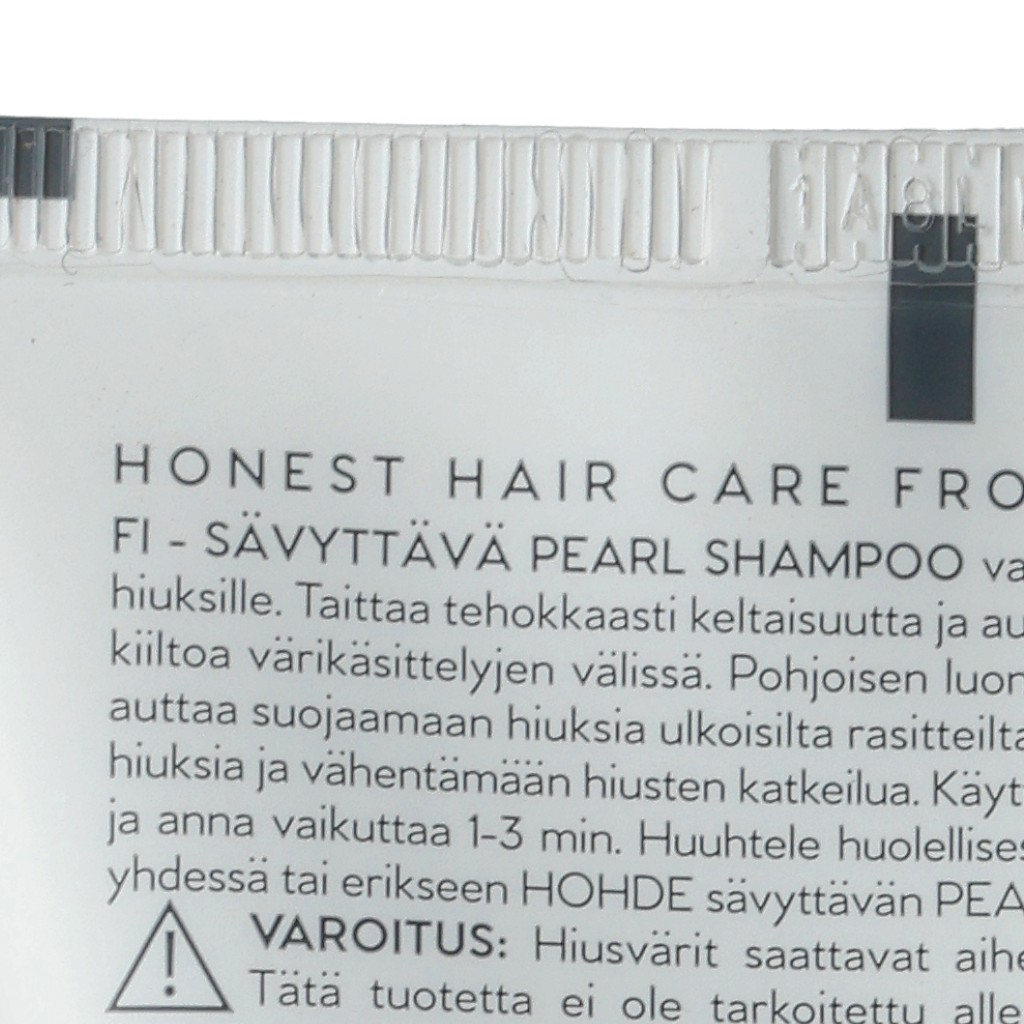 HONEST HAIR CARE
FI - SÄVYTTÄVÄ PEARL SHAMPOO
hiuksille. Taittaa tehokkaasti keltaisuutta ja
kiiltoa värikäsittelyjen välissä. Pohjoisen
auttaa suojaamaan hiuksia ulkoisilta
hiuksia ja vähentämään hiusten katkeilua.
ja anna vaikuttaa 1-3 min. Huuhtele
yhdessä tai erikseen HOHDE sävyttävän
VAROITUS: Hiusvärit saattavat
Tätä tuotetta ei ole tarkoitettu